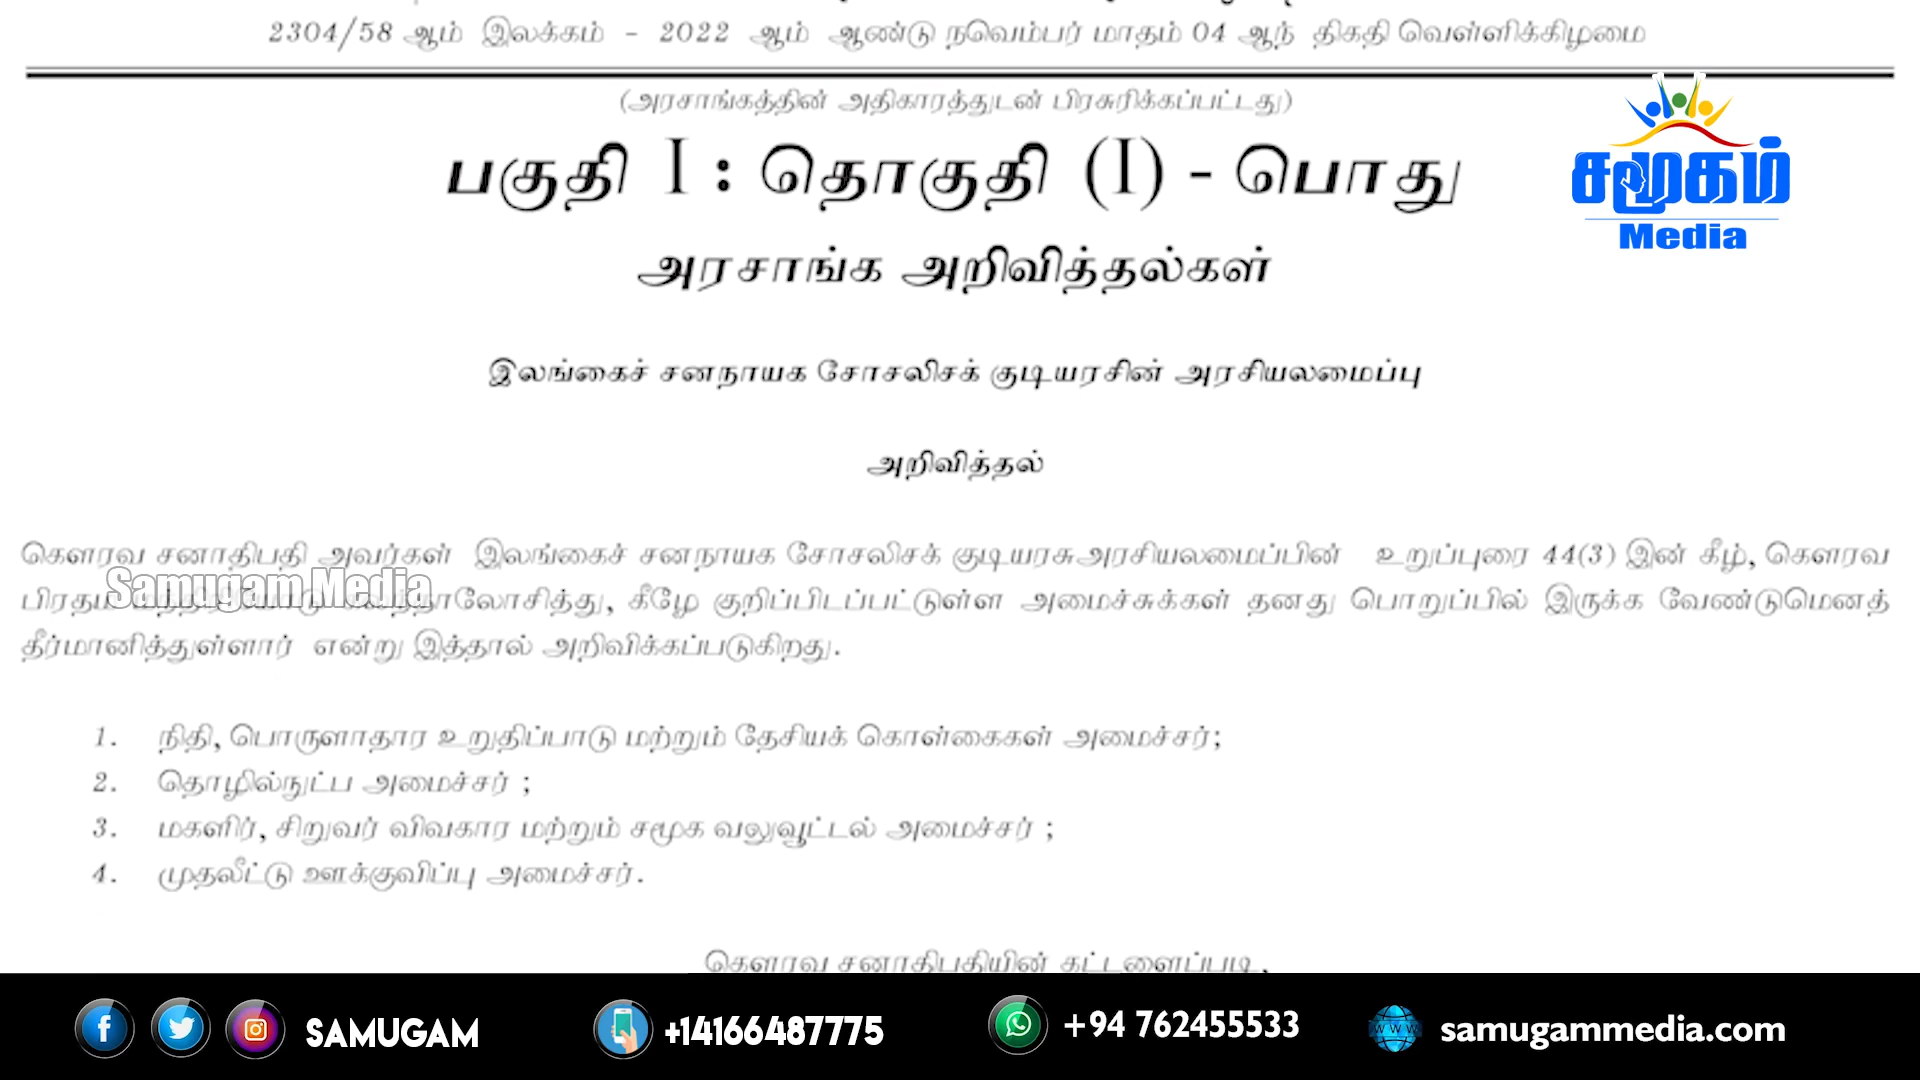 2304/58 ஆம் இலக்கம் - 2022 ஆம் ஆண்டு நவெம்பர் மாதம் 04 ஆந் திகதி வெள்ளிக்கிழமை
(அரசாங்கத்தின் அதிகாரத்துடன் பிரசுரிக்கப்பட்டது)
பகுதி I : தொகுதி (I) - பொது
சமூகம்
Media
அரசாங்க அறிவித்தல்கள்
இலங்கைச் சனநாயக சோசலிசக் குடியரசின் அரசியலமைப்பு
அறிவித்தல்
கௌரவ சனாதிபதி அவர்கள் இலங்கைச் சனநாயக சோசலிசக் குடியரசுஅரசியலமைப்பின் உறுப்புரை 44(3) இன் கீழ், கௌரவ
Samugam Media
கீழே குறிப்பிடப்பட்டுள்ள அமைச்சுக்கள் தனது பொறுப்பில் இருக்க வேண்டுமெனத்
தீர்மானித்துள்ளார் என்று இத்தால் அறிவிக்கப்படுகிறது.
1. நிதி, பொருளாதார உறுதிப்பாடு மற்றும் தேசியக் கொள்கைகள் அமைச்சர்;
2. தொழில்நுட்ப அமைச்சர் ;
3. மகளிர், சிறுவர் விவகார மற்றும் சமூக வலுவூட்டல் அமைச்சர் ;
4. முதலீட்டு ஊக்குவிப்பு அமைச்சர்.
கௌரவ சனாதிபதியின் கட்டளைப்படி,
SAMUGAM +14166487775 +94 762455533 samugammedia.com